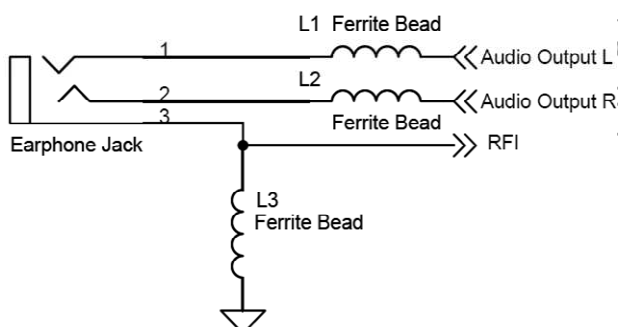 L1 Ferrite Bead
1
Audio Output L
L2
2
Audio Output R
3
Ferrite Bead
Earphone Jack
RFI
L3
Ferrite Bead